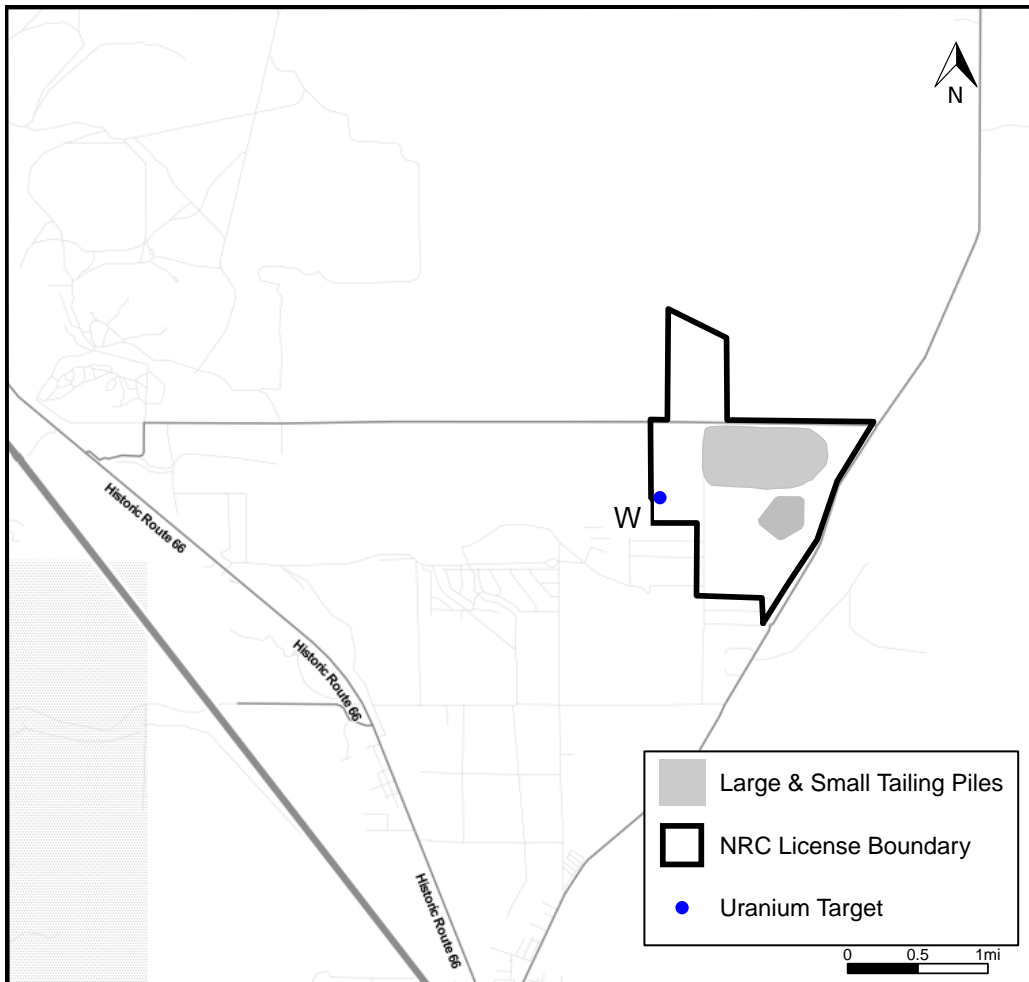 N
Historic Route 66
W
Historic Route 66
Large & Small Tailing Piles
NRC License Boundary
Historic Route 66
Uranium Target
0 0.5 1mi